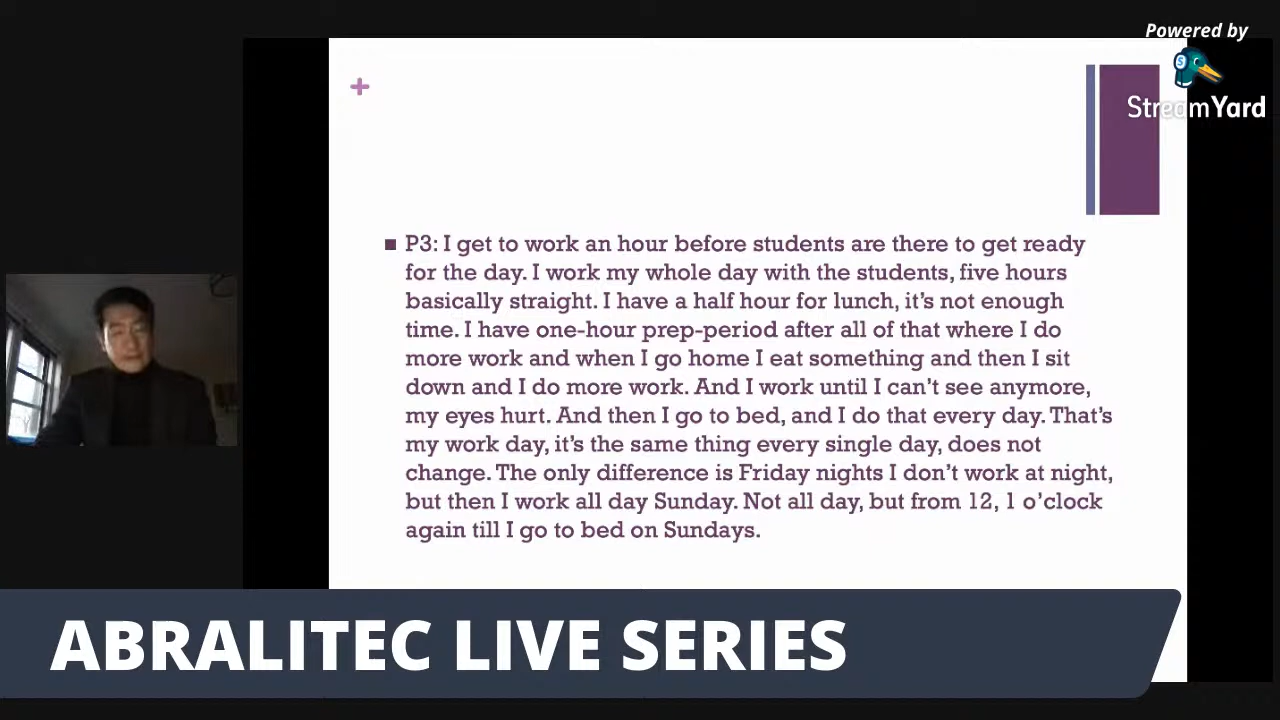 Powered by
StreamYard
P3: I get to work an hour before students are there to get ready
for the day. I work my whole day with the students, five hours
basically straight. I have a half hour for lunch, it's not enough
time. I have one-hour prep-period after all of that where I do
more work and when I go home I eat something and then I sit
down and I do more work. And I work until I can't see anymore,
my eyes hurt. And then I go to bed, and I do that every day. That's
my work day, it's the same thing every single day, does not
change. The only difference is Friday nights I don't work at night,
but then I work all day Sunday. Not all day, but from 12, 1 o'clock
again till I go to bed on Sundays.
ABRALITEC LIVE SERIES